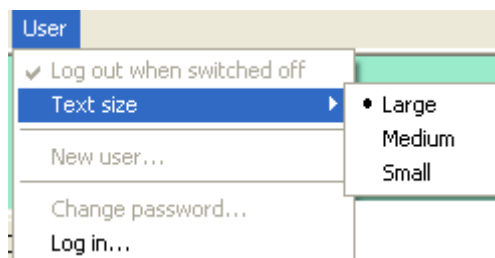 User
Log out when switched off
Text size
Large
Medium
Small
New user...
Change password...
Log in...